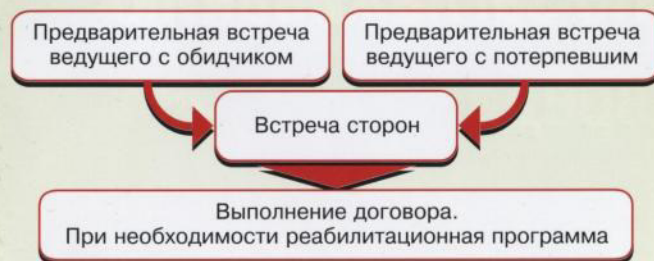 Предварительная встреча
ведущего с обидчиком
Предварительная встреча
ведущего с потерпевшим
Встреча сторон
Выполнение договора.
При необходимости реабилитационная программа